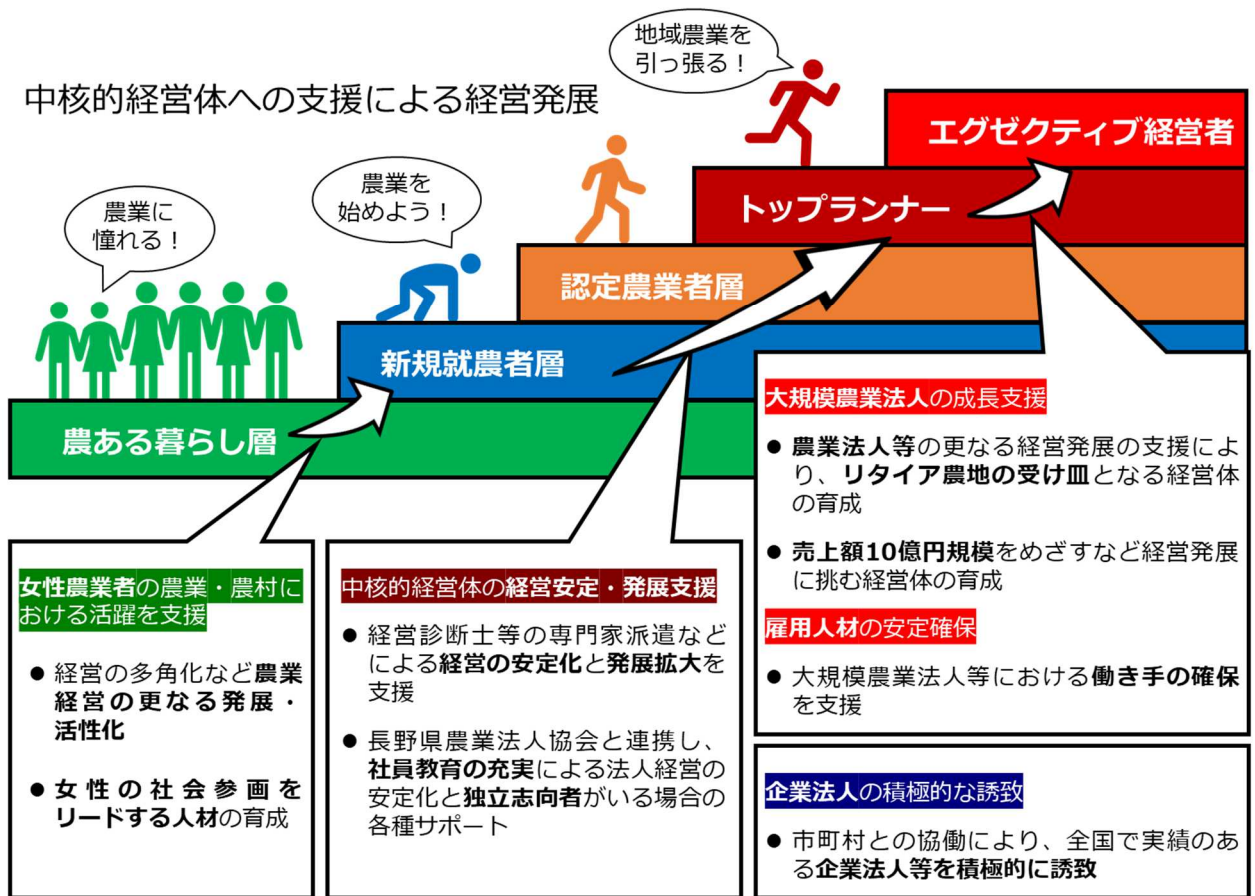 中核的経営体への支援による経営発展
農業に
憧れる！
農業を
始めよう！
地域農業を
引っ張る！
エグゼクティブ経営者
トップランナー
認定農業者層
新規就農者層
農ある暮らし層
女性農業者の農業・農村に
おける活躍を支援
● 経営の多角化など農業
経営の更なる発展・
活性化
● 女性の社会参画を
リードする人材の育成
中核的経営体の経営安定・発展支援
● 経営診断士等の専門家派遣など
による経営の安定化と発展拡大を
支援
● 長野県農業法人協会と連携し、
社員教育の充実による法人経営の
安定化と独立志向者がいる場合の
各種サポート
大規模農業法人の成長支援
● 農業法人等の更なる経営発展の支援によ
り、リタイア農地の受け皿となる経営体
の育成
● 売上額10億円規模をめざすなど経営発展
に挑む経営体の育成
雇用人材の安定確保
● 大規模農業法人等における働き手の確保
を支援
企業法人の積極的な誘致
● 市町村との協働により、全国で実績のあ
る企業法人等を積極的に誘致